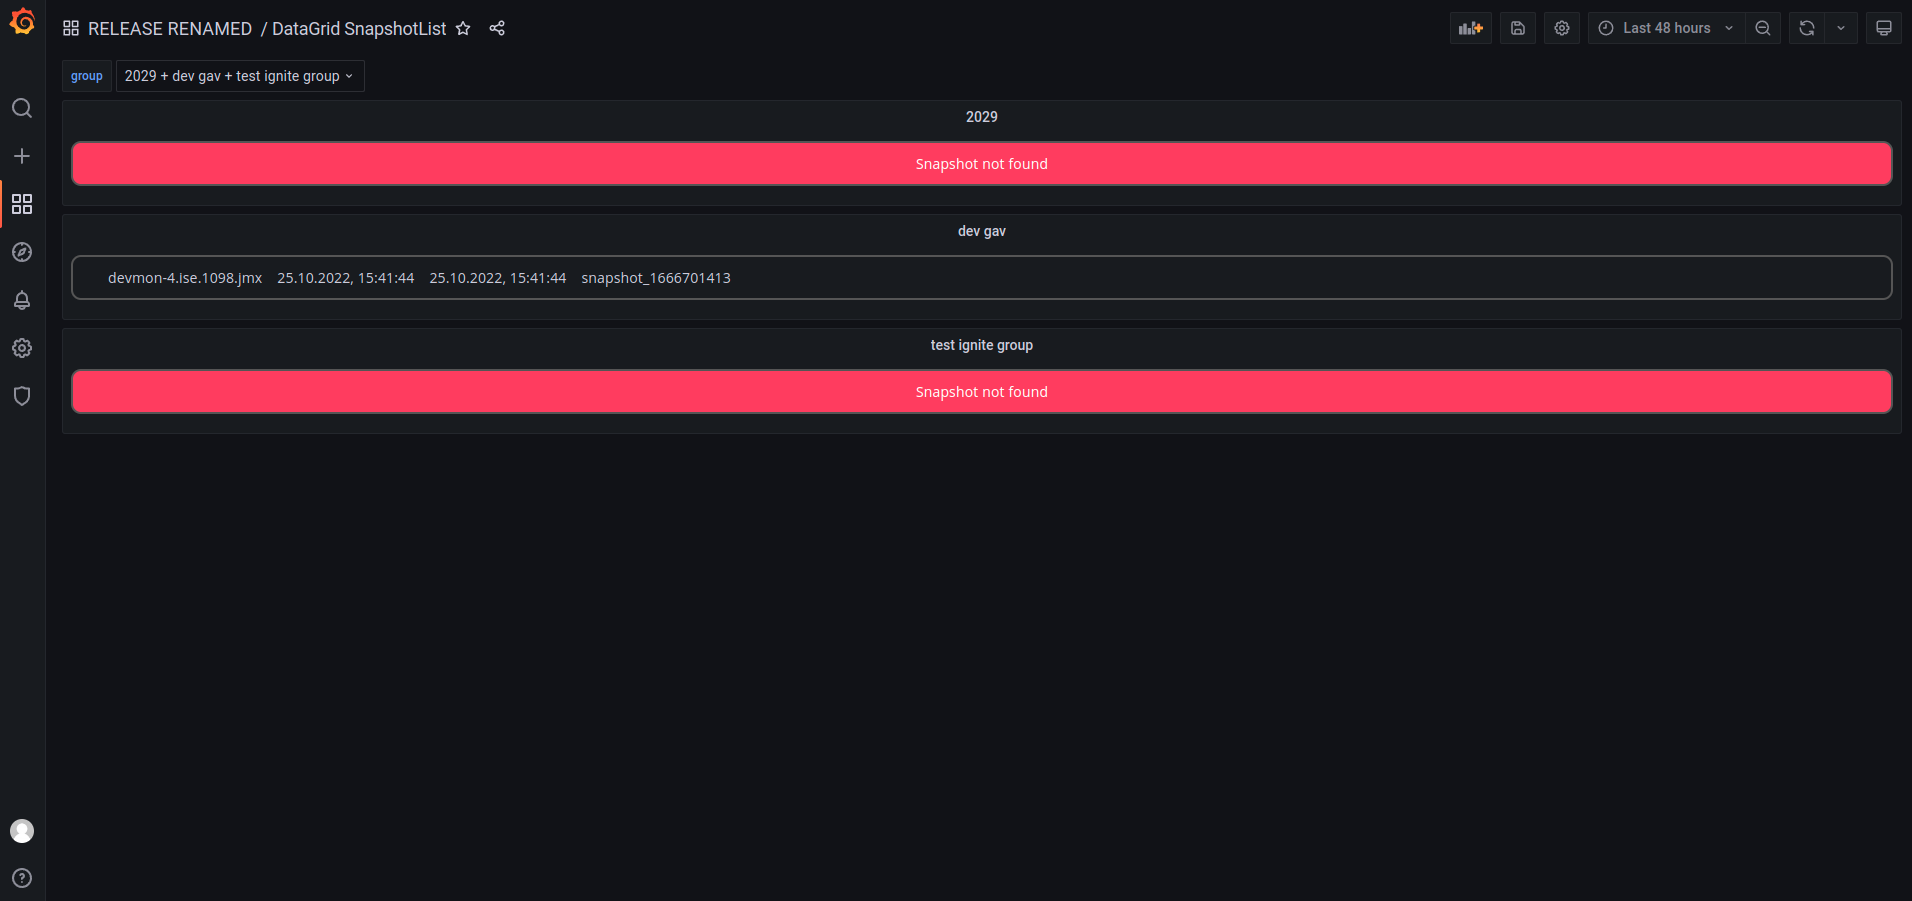 RELEASE RENAMED / DataGrid SnapshotList
Last 48 hours
group
2029 + dev gav + test ignite group
2029
Snapshot not found
dev gav
devmon-4.ise.1098.jmx 25.10.2022, 15:41:44 25.10.2022, 15:41:44 snapshot_1666701413
test ignite group
Snapshot not found